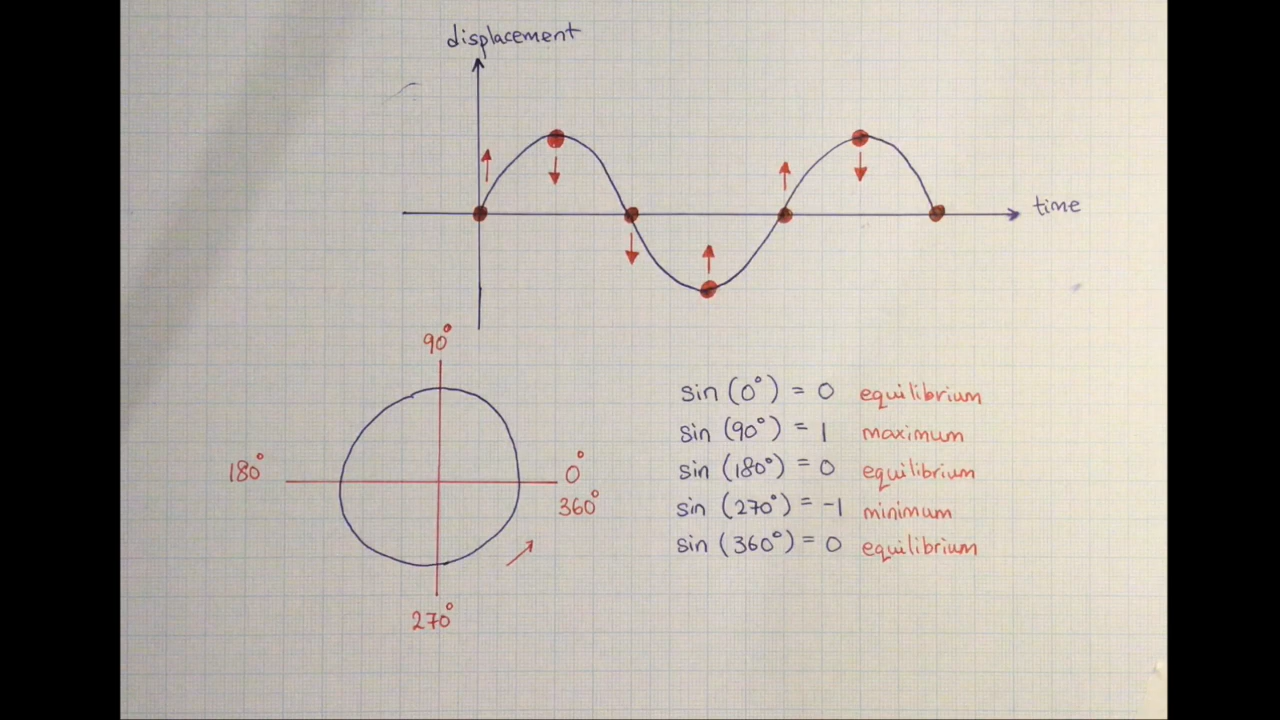 displacement
time
90°
180°
0°
360°
270°
sin (0°) = 0 equilibrium
sin (90°) = 1 maximum
sin (180°) = 0 equilibrium
sin (270°) = -1 minimum
sin (360°) = 0 equilibrium